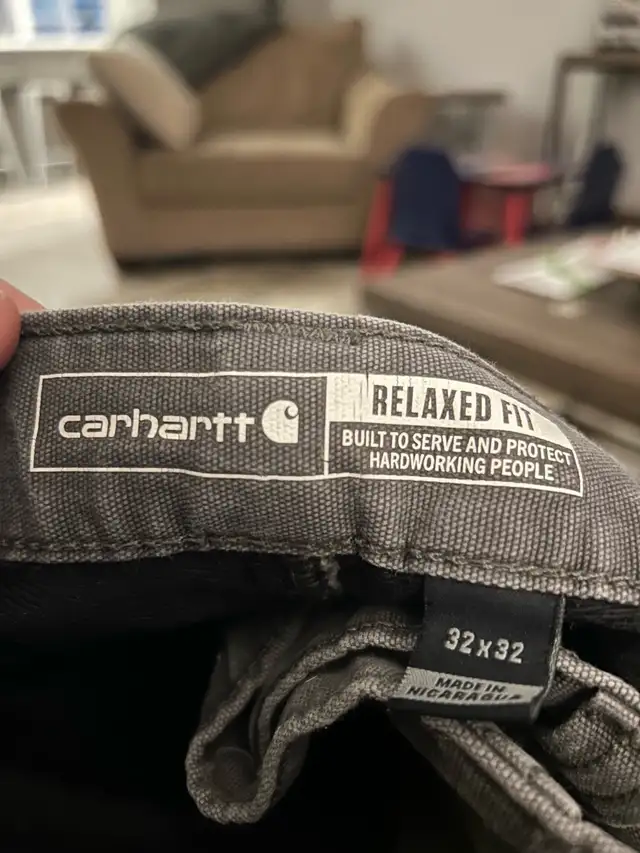 carhartt
RELAXED FIT
BUILT TO SERVE AND PROTECT
HARDWORKING PEOPLE.
32x32
MADE IN
NICARAGUA